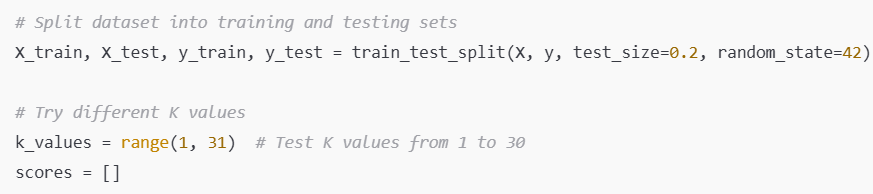 # Split dataset into training and testing sets
X_train, X_test, y_train, y_test = train_test_split(X, y, test_size=0.2, random_state=42)
# Try different K values
k_values = range(1, 31)  # Test K values from 1 to 30
scores = []